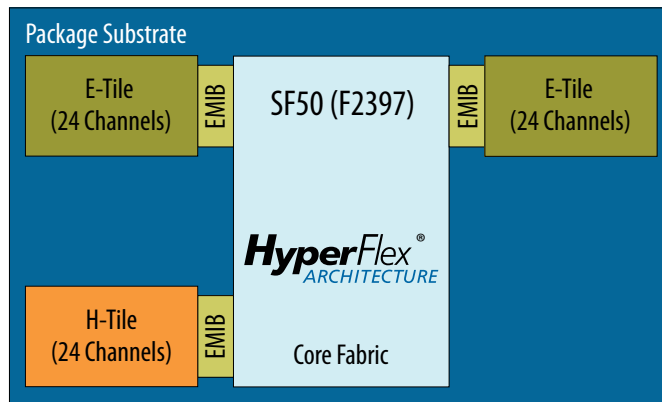 Package Substrate
E-Tile
(24 Channels)
EMIB
SF50 (F2397)
EMIB
E-Tile
(24 Channels)
HyperFlex®
ARCHITECTURE
H-Tile
(24 Channels)
EMIB
Core Fabric